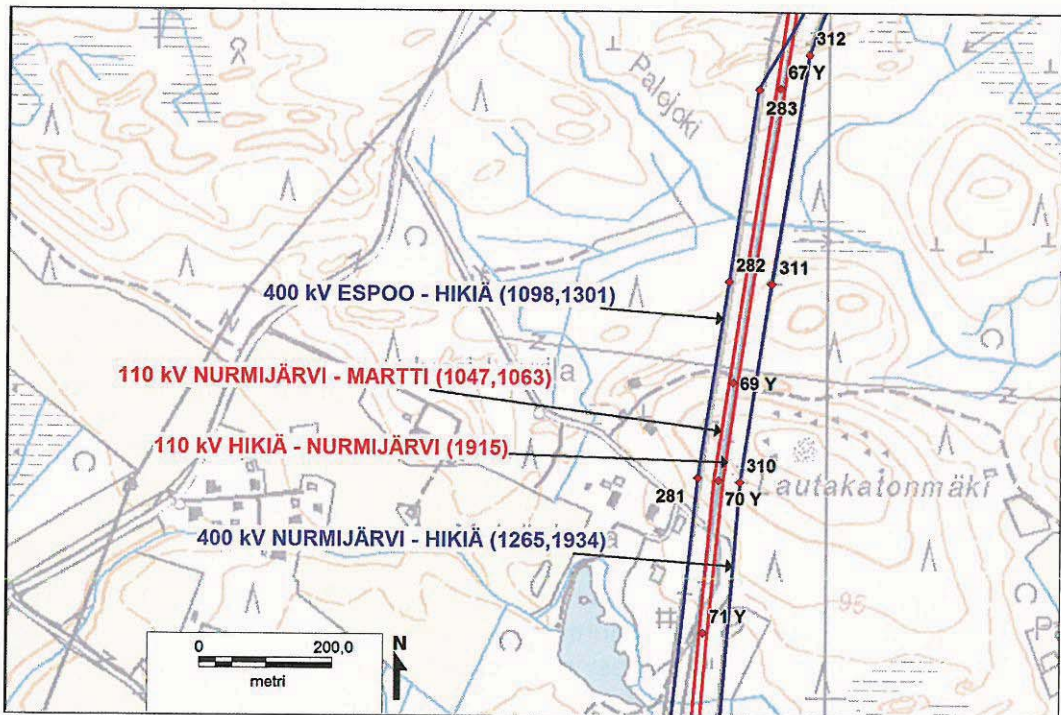 312
67 Y
Palojoki
283
282
311
400 kV ESPOO - HIKIÄ (1098,1301)
110 kV NURMIJÄRVI - MARTTI (1047,1063)
69 Y
110 kV HIKIÄ - NURMIJÄRVI (1915)
310
281
70 Y
Lautakatonmäki
400 kV NURMIJÄRVI - HIKIÄ (1265,1934)
95
71 Y
0 200,0
metri
N